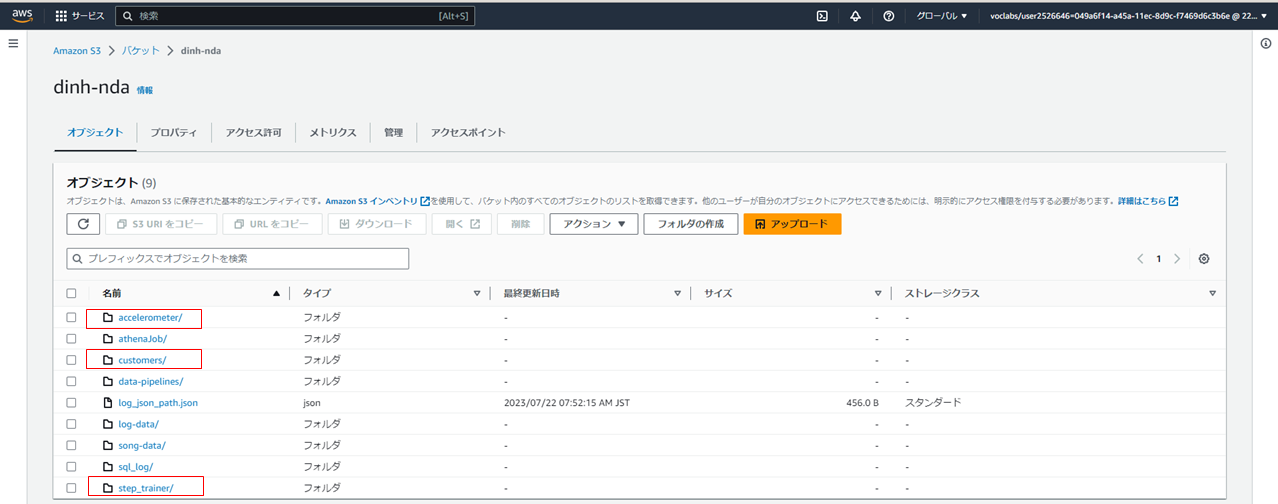 aws サービス 検索 [Alt+S] グローバル ▼ voclabs/user2526646=049a6f14-a45a-11ec-8d9c-f7469d6c3b6e @ 22... ▼
Amazon S3 > バケット > dinh-nda
dinh-nda 情報
オブジェクト プロパティ アクセス許可 メトリクス 管理 アクセスポイント
オブジェクト (9)
オブジェクトは、Amazon S3 に保存された基本的なエンティティです。Amazon S3 インベントリを使用して、バケット内のすべてのオブジェクトのリストを取得できます。他のユーザーが自分のオブジェクトにアクセスできるためには、明示的にアクセス権限を付与する必要があります。詳細はこちら
S3 URI をコピー URL をコピー ダウンロード 開く 削除 アクション ▼ フォルダの作成 アップロード
プレフィックスでオブジェクトを検索 < 1 >
名前 タイプ 最終更新日時 サイズ ストレージクラス
accelerometer/ フォルダ - - -
athenaJob/ フォルダ - - -
customers/ フォルダ - - -
data-pipelines/ フォルダ - - -
log_json_path.json json 2023/07/22 07:52:15 AM JST 456.0 B スタンダード
log-data/ フォルダ - - -
song-data/ フォルダ - - -
sql_log/ フォルダ - - -
step_trainer/ フォルダ - - -